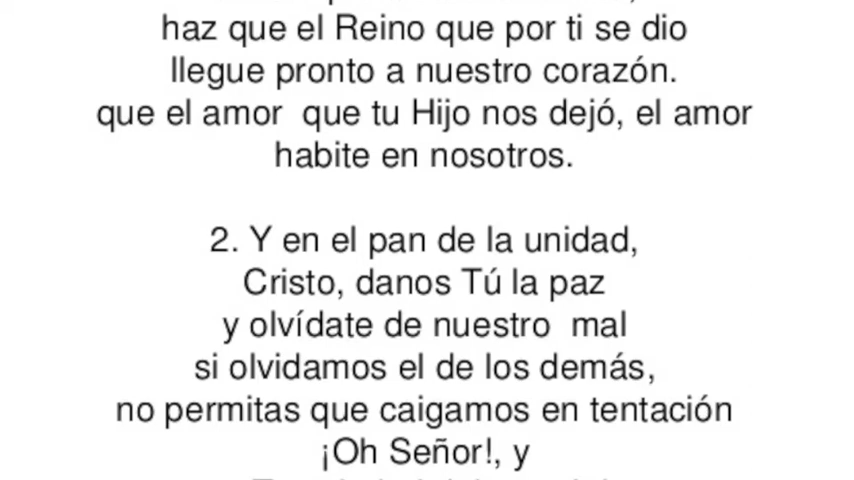 haz que el Reino que por ti se dio
llegue pronto a nuestro corazón.
que el amor  que tu Hijo nos dejó, el amor
habite en nosotros.
2. Y en el pan de la unidad,
Cristo, danos Tú la paz
y olvídate de nuestro  mal
si olvidamos el de los demás,
no permitas que caigamos en tentación
¡Oh Señor!, y